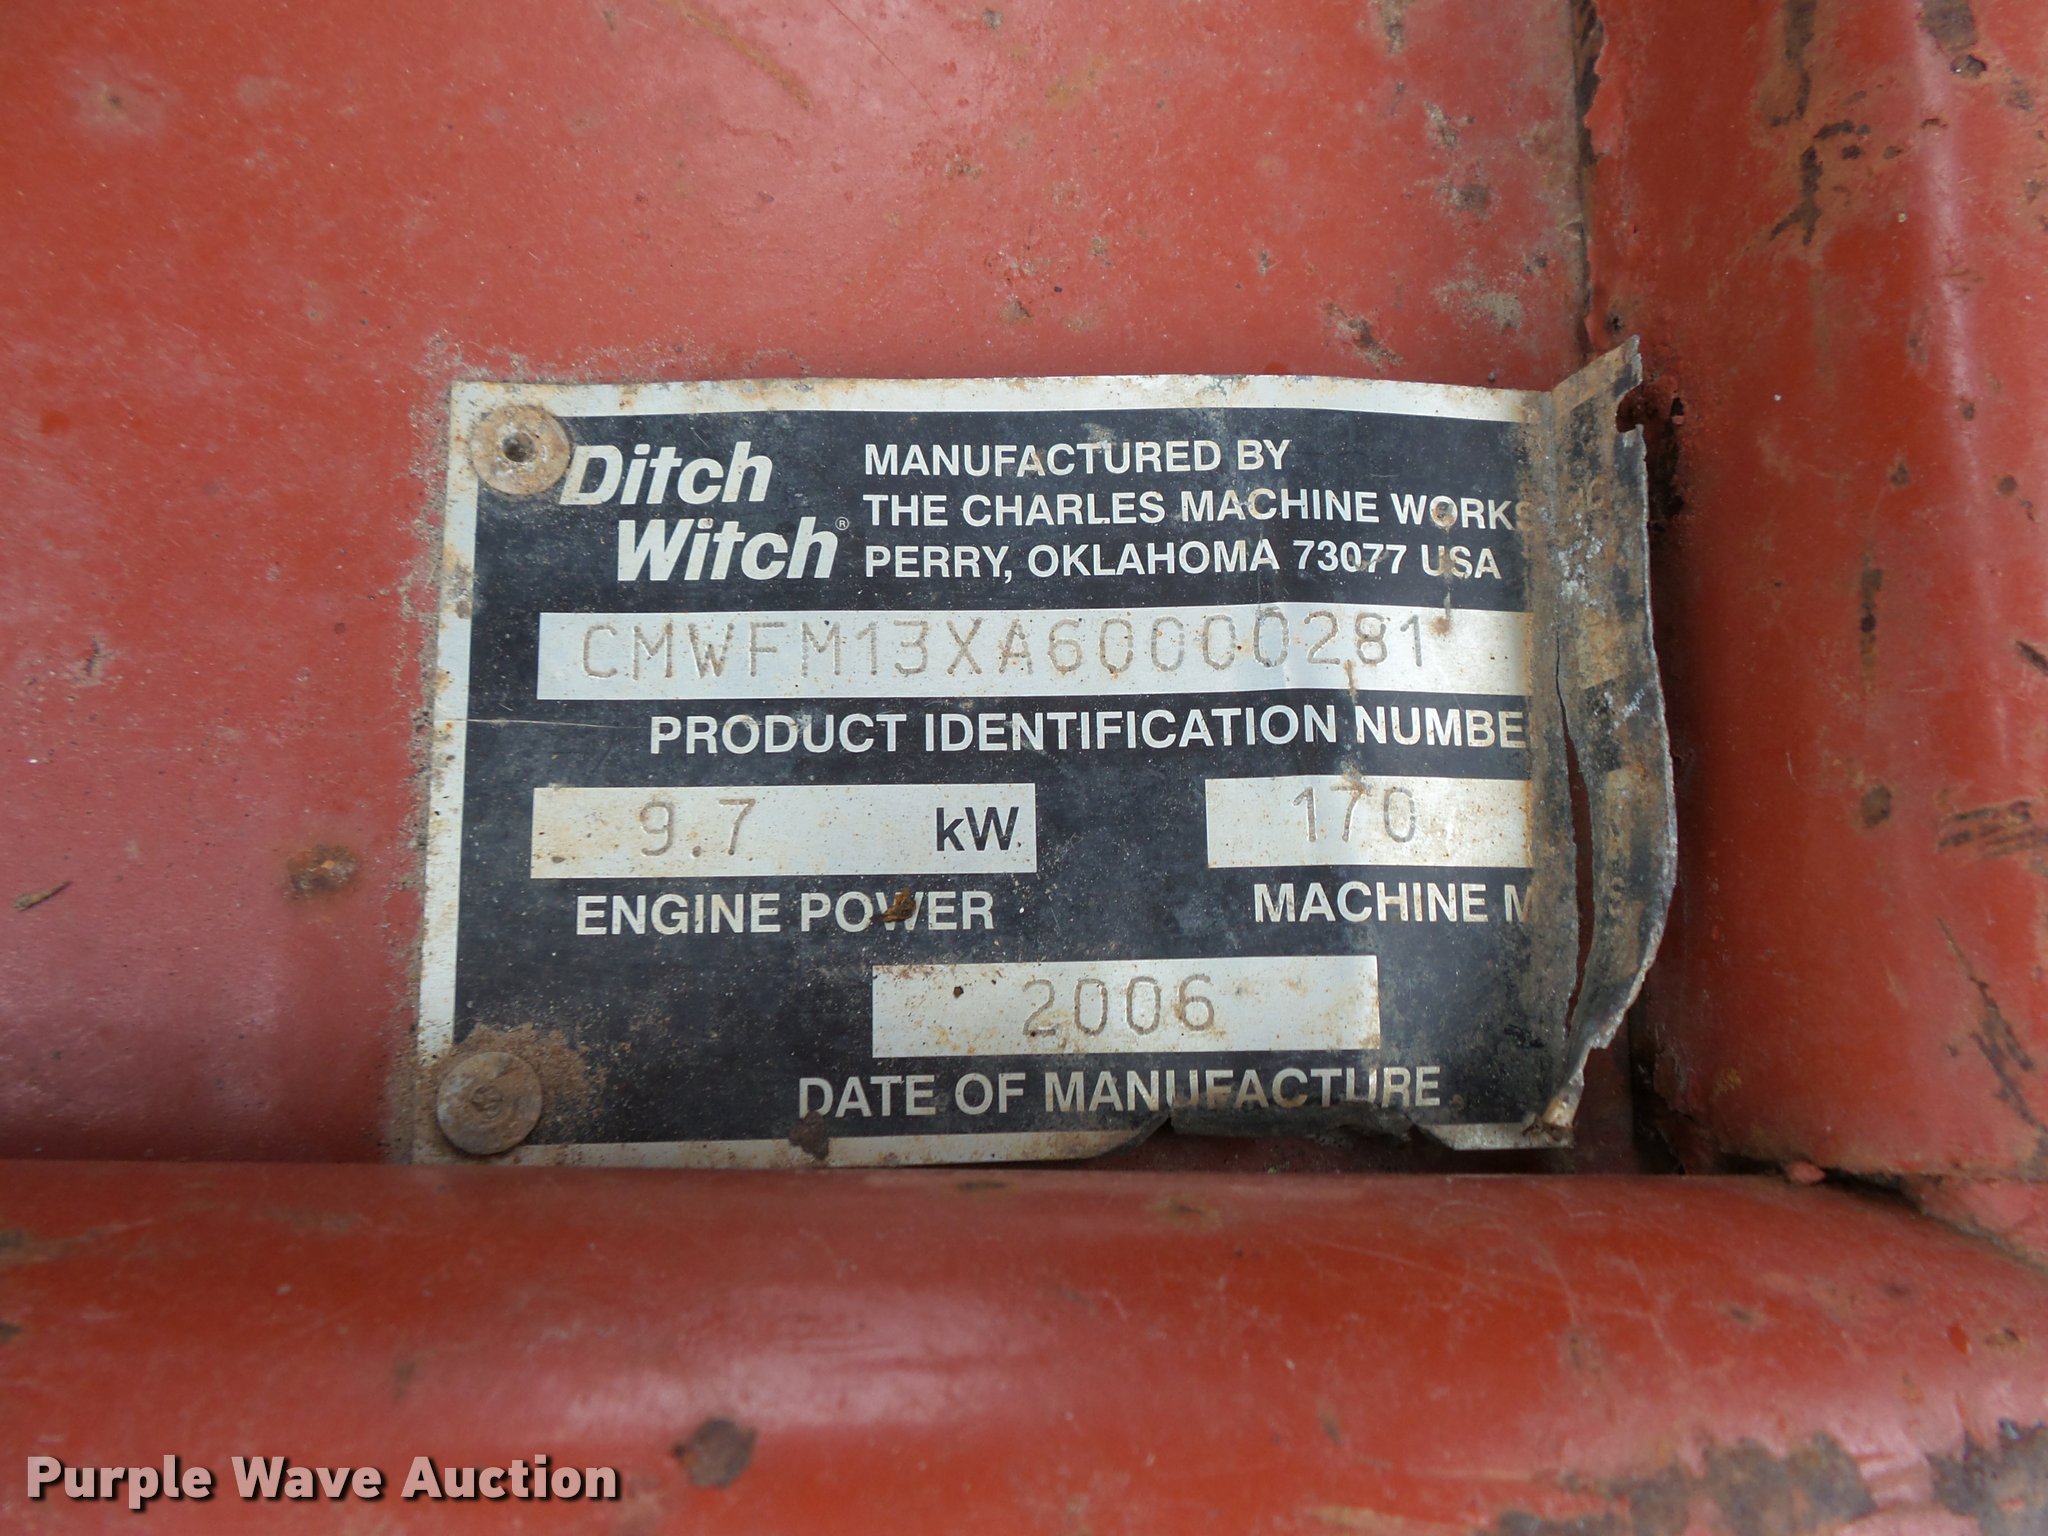 Ditch
Witch®
MANUFACTURED BY
THE CHARLES MACHINE WORKS
PERRY, OKLAHOMA 73077 USA
CMWFM13XA60000281
PRODUCT IDENTIFICATION NUMBE
9.7 kW
170
ENGINE POWER
MACHINE M
2006
DATE OF MANUFACTURE
Purple Wave Auction